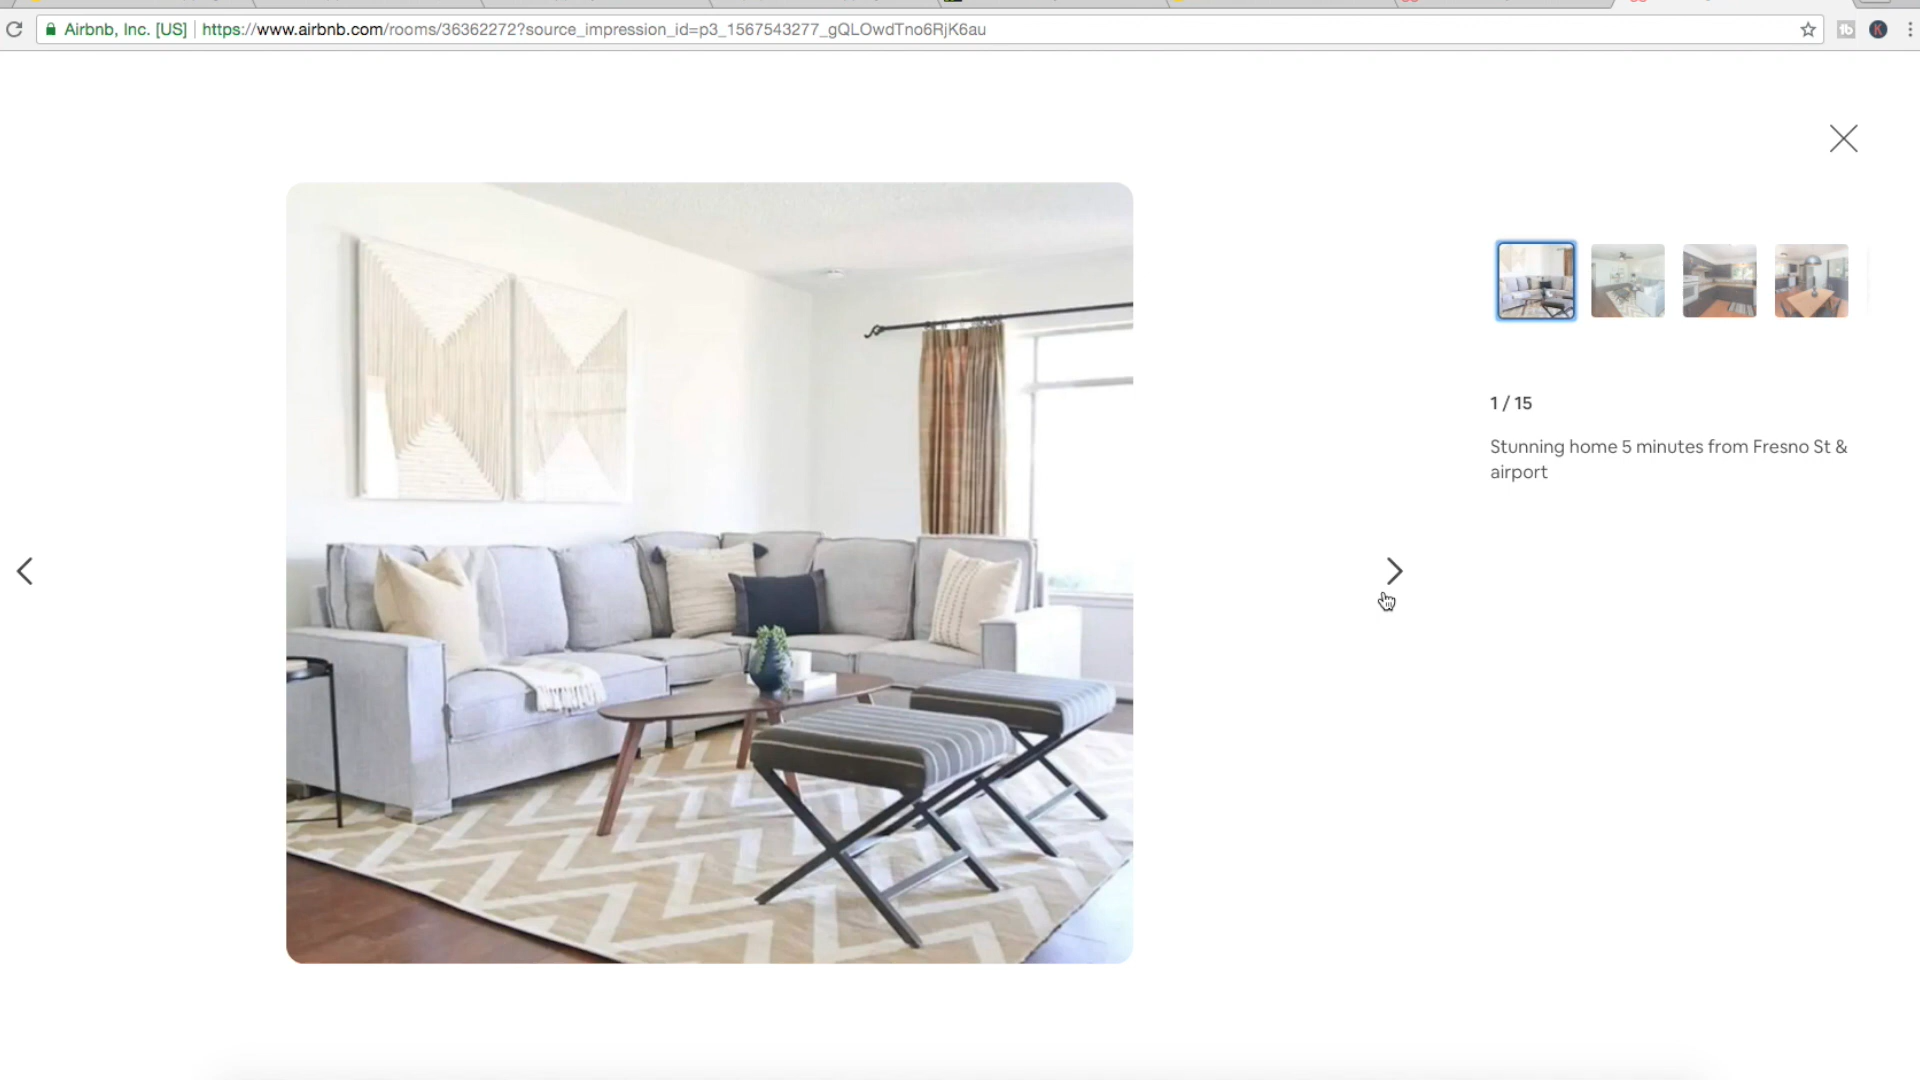 Airbnb, Inc. [US] https://www.airbnb.com/rooms/36362272?source_impression_id=p3_1567543277_gQLOwdTno6RjK6au
1 / 15
Stunning home 5 minutes from Fresno St &
airport